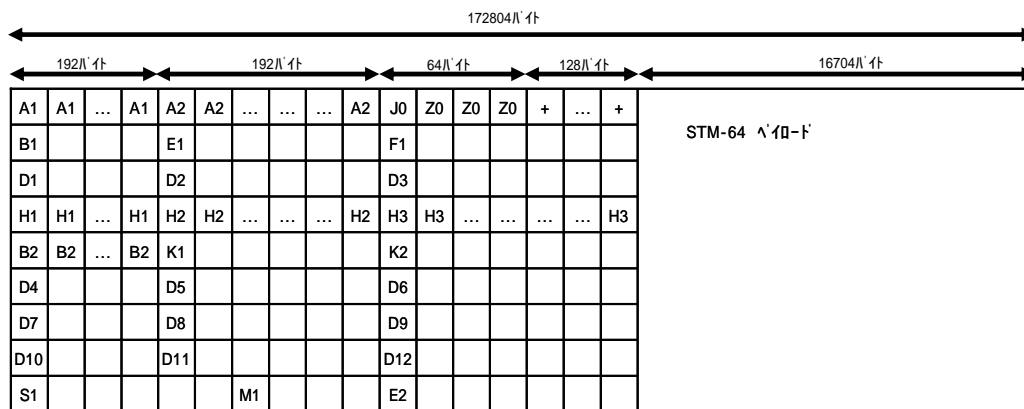 172804ﾊﾞｲﾄ
192ﾊﾞｲﾄ 192ﾊﾞｲﾄ 64ﾊﾞｲﾄ 128ﾊﾞｲﾄ 16704ﾊﾞｲﾄ
A1 A1 … A1 A2 A2 … … … A2 J0 Z0 Z0 Z0 + … +
STM-64 ﾍﾟｲﾛｰﾄﾞ
B1 E1 F1
D1 D2 D3
H1 H1 … H1 H2 H2 … … … H2 H3 H3 … … … … H3
B2 B2 … B2 K1 K2
D4 D5 D6
D7 D8 D9
D10 D11 D12
S1 M1 E2